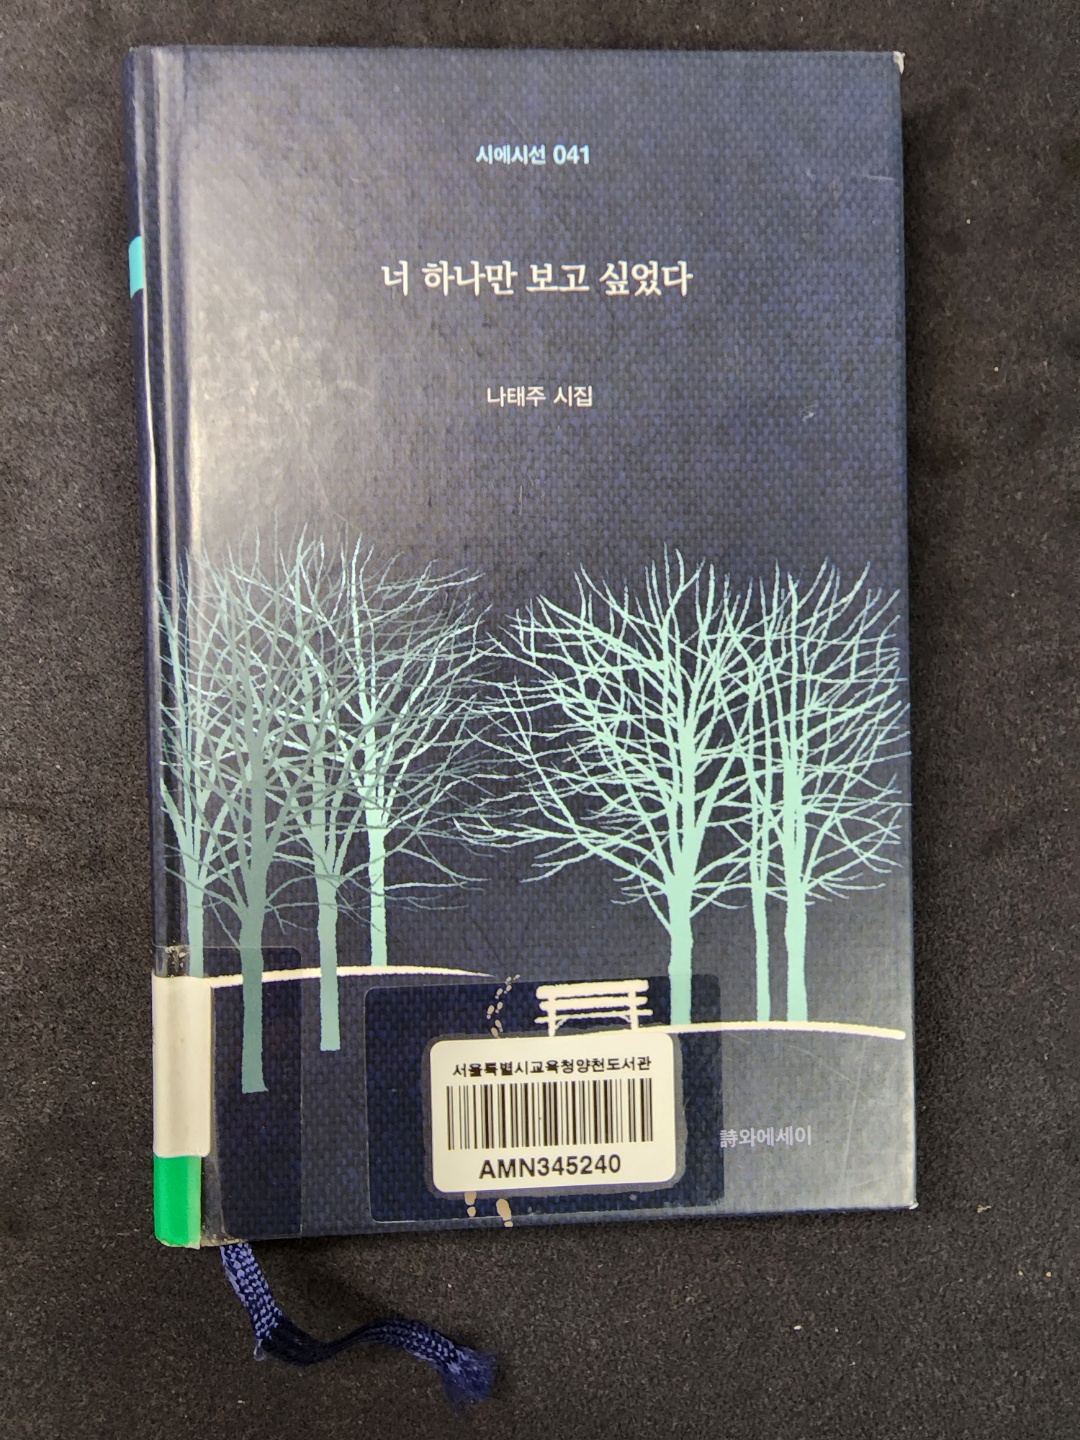 시에시선 041
너 하나만 보고 싶었다
나태주 시집
서울특별시교육청양천도서관
AMN345240
詩와에세이